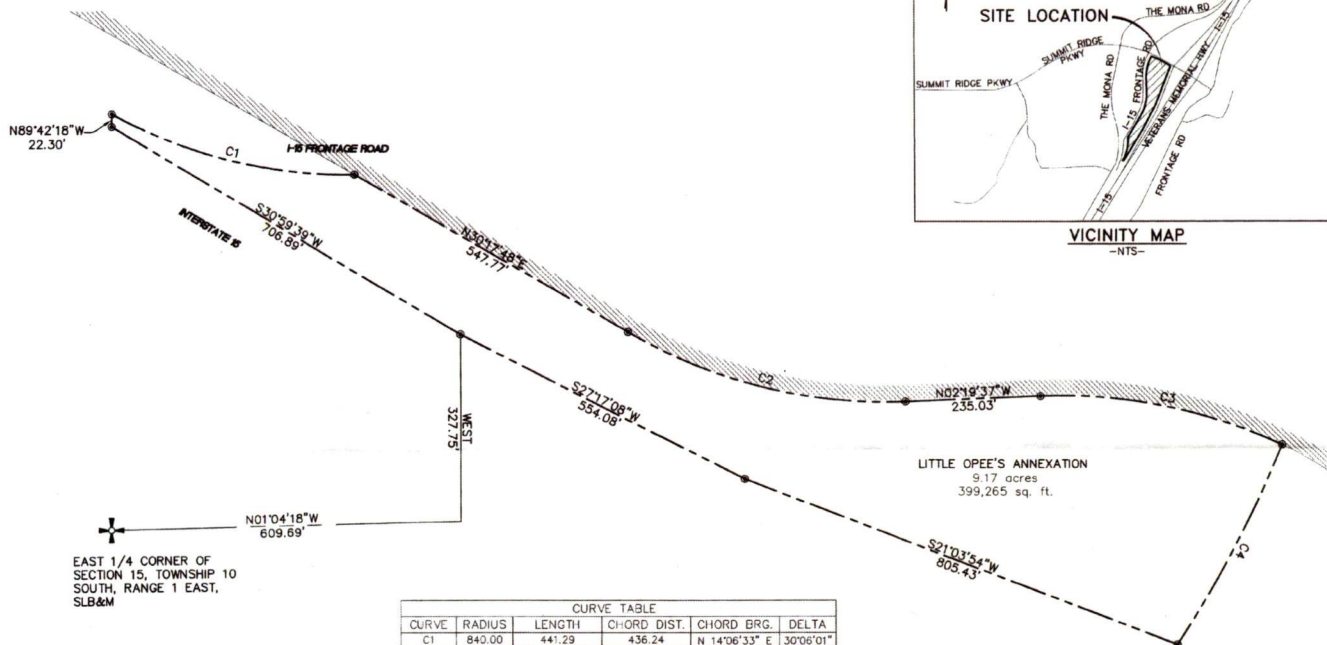 SITE LOCATION
THE MONA RD
I-15
SUMMIT RIDGE
PKWY
SUMMIT RIDGE PKWY
THE MONA RD
I-15 FRONTAGE RD
VETERANS MEMORIAL HWY
FRONTAGE RD
I-15
VICINITY MAP
-NTS-
N89°42'18"W
22.30'
C1
I-15 FRONTAGE ROAD
S30°59'39"W
706.89'
INTERSTATE 15
N30°17'48"E
547.77'
C2
N02°19'37"W
235.03'
C3
WEST
327.75'
S27°17'08"W
554.08'
LITTLE OPEE'S ANNEXATION
9.17 acres
399,265 sq. ft.
N01°04'18"W
609.69'
S21°03'54"W
805.43'
C4
EAST 1/4 CORNER OF
SECTION 15, TOWNSHIP 10
SOUTH, RANGE 1 EAST,
SLB&M
CURVE TABLE
CURVE RADIUS LENGTH CHORD DIST. CHORD BRG. DELTA
C1 840.00 441.29 436.24 N 14°06'33" E 30°06'01"